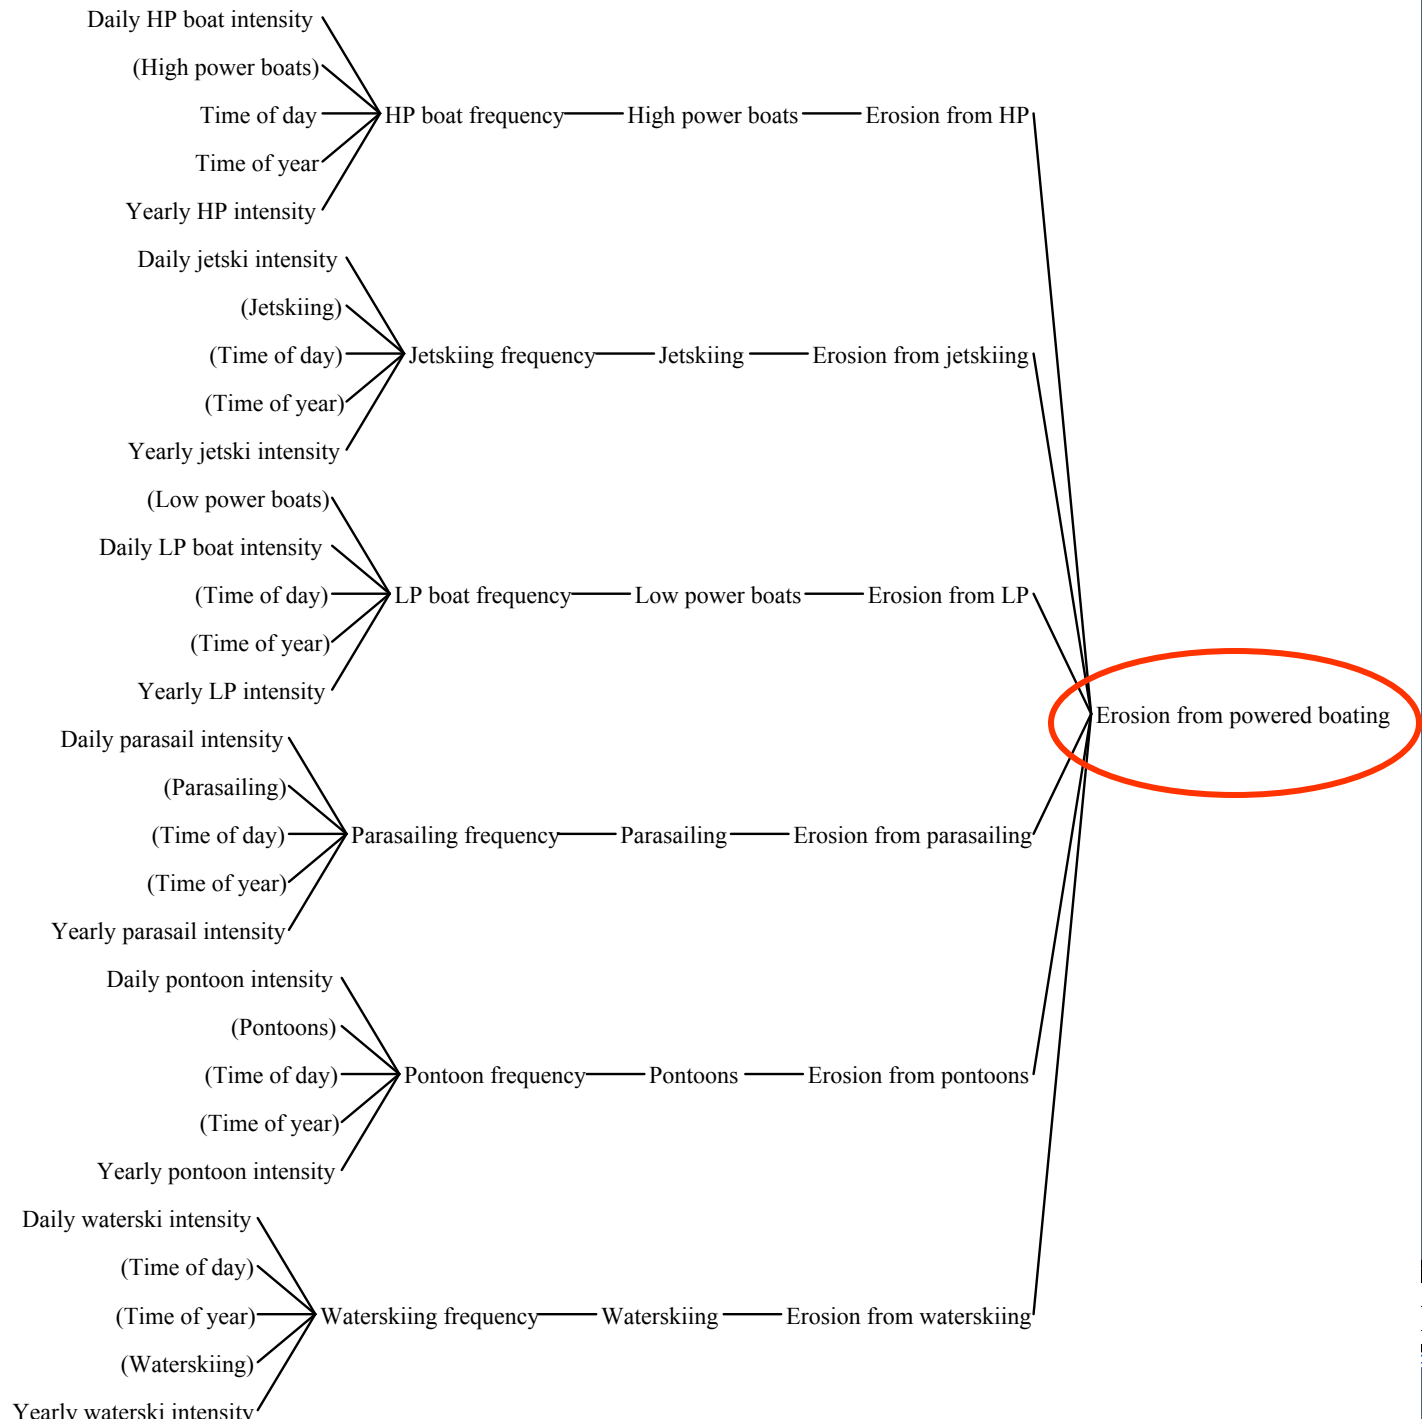 Daily HP boat intensity
(High power boats)
Time of day HP boat frequency High power boats Erosion from HP
Time of year
Yearly HP intensity
Daily jetski intensity
(Jetskiing)
(Time of day) Jetskiing frequency Jetskiing Erosion from jetskiing
(Time of year)
Yearly jetski intensity
(Low power boats)
Daily LP boat intensity
(Time of day) LP boat frequency Low power boats Erosion from LP
(Time of year)
Yearly LP intensity
Erosion from powered boating
Daily parasail intensity
(Parasailing)
(Time of day) Parasailing frequency Parasailing Erosion from parasailing
(Time of year)
Yearly parasail intensity
Daily pontoon intensity
(Pontoons)
(Time of day) Pontoon frequency Pontoons Erosion from pontoons
(Time of year)
Yearly pontoon intensity
Daily waterski intensity
(Time of day)
(Time of year) Waterskiing frequency Waterskiing Erosion from waterskiing
(Waterskiing)
Yearly waterski intensity